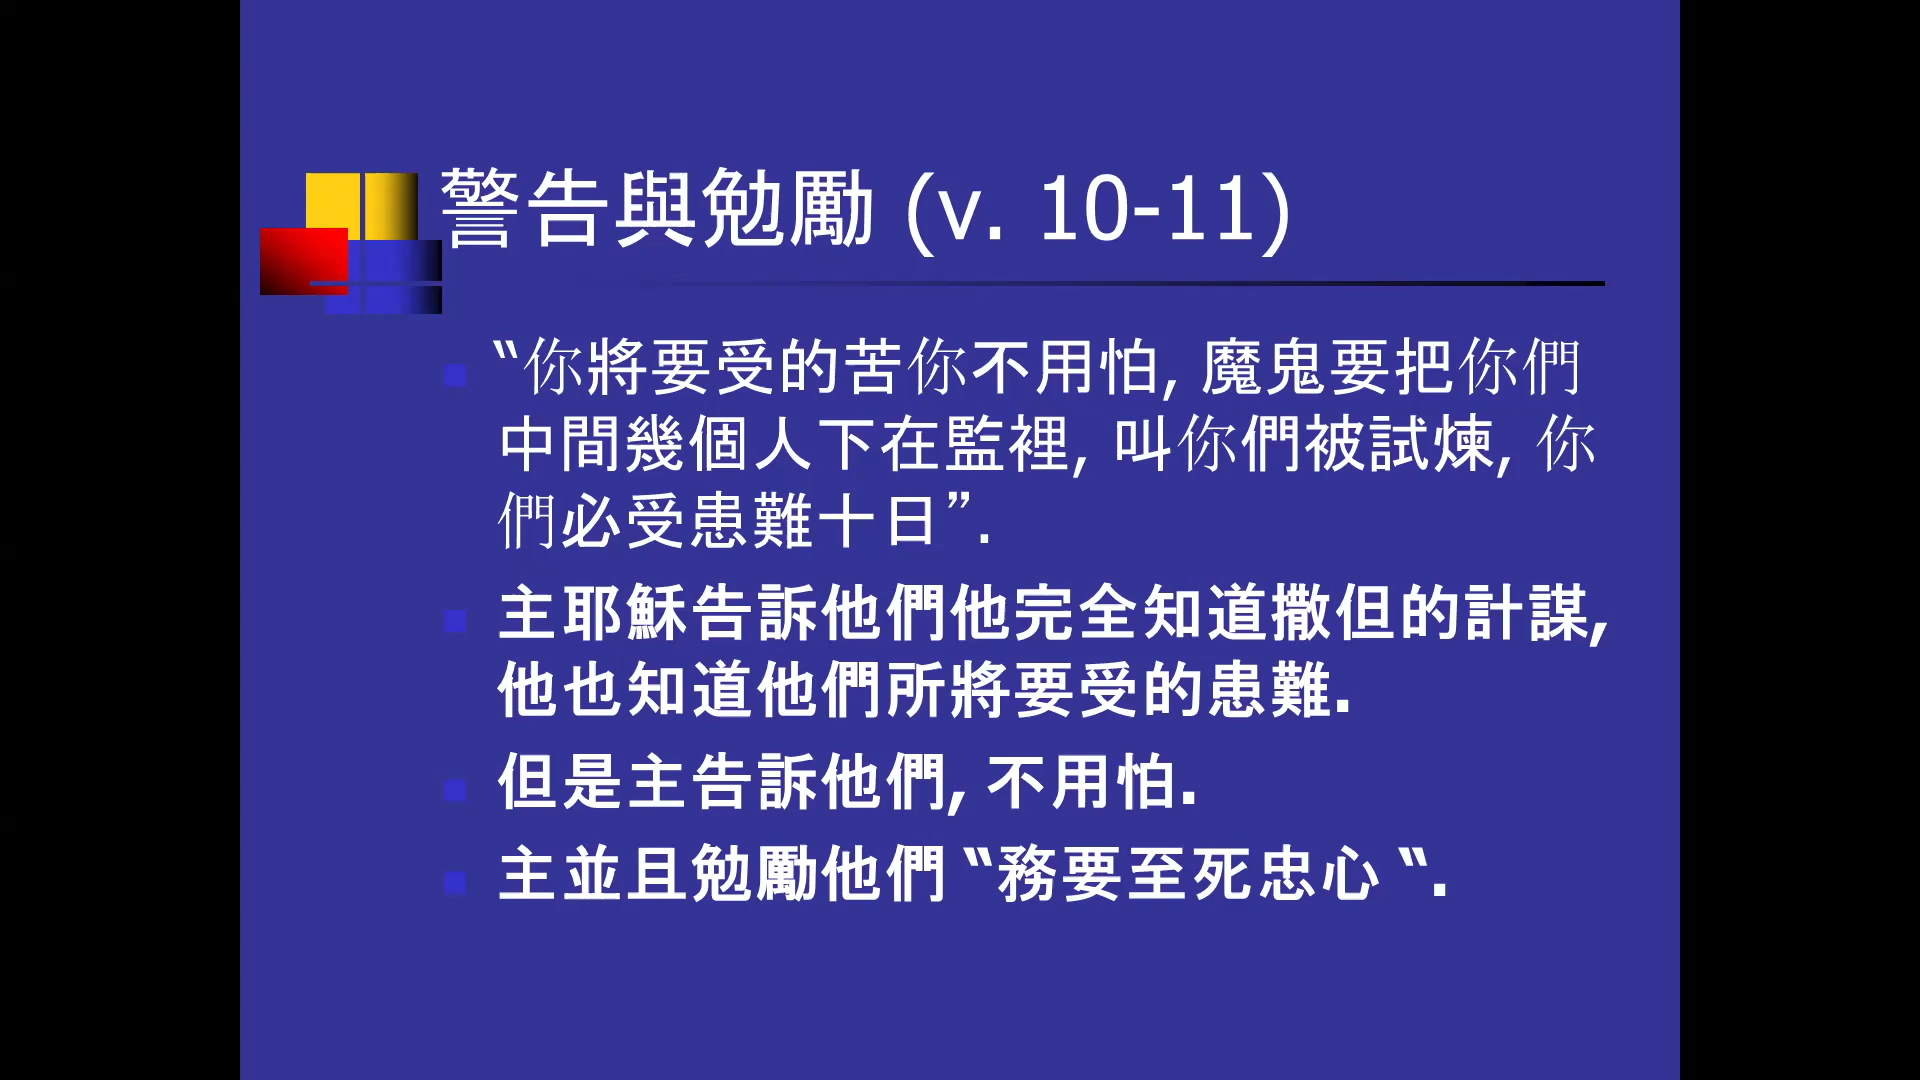 警告與勉勵 (v. 10-11)
“你將要受的苦你不用怕, 魔鬼要把你們
中間幾個人下在監裡, 叫你們被試煉, 你
們必受患難十日”.
主耶穌告訴他們他完全知道撒但的計謀,
他也知道他們所將要受的患難.
但是主告訴他們, 不用怕.
主並且勉勵他們 “務要至死忠心 “.